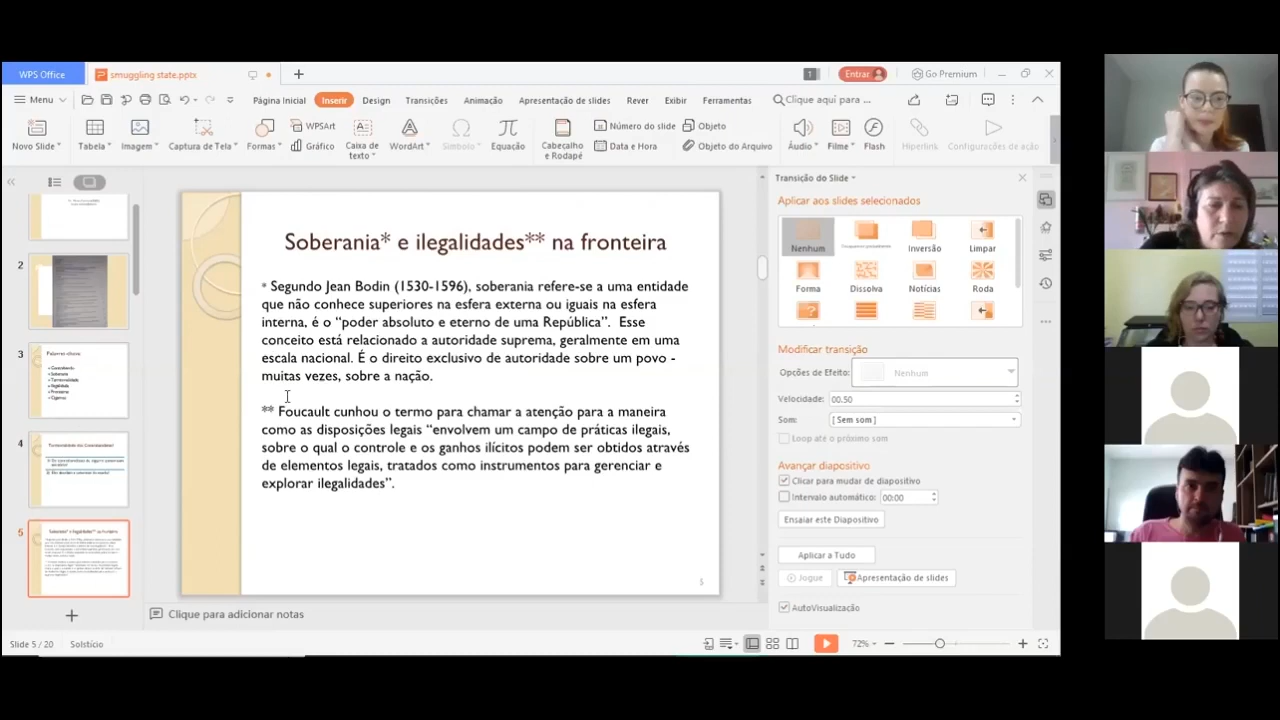 WPS Office
smuggling state.pptx
1
Entrar
Go Premium
Menu
Página Inicial
Inserir
Design
Transições
Animação
Apresentação de slides
Rever
Exibir
Ferramentas
Clique aqui para ...
Novo Slide
Tabela
Imagem
Captura de Tela
Formas
WPSArt
Gráfico
Caixa de
texto
WordArt
Símbolo
Equação
Cabecalho
e Rodapé
Número do slide
Data e Hora
Objeto
Objeto do Arquivo
Áudio
Filme
Flash
Hiperlink
Configurações de ação
2
3
Palavras-chave:
4
5
Soberania* e ilegalidades** na fronteira
* Segundo Jean Bodin (1530-1596), soberania refere-se a uma entidade
que não conhece superiores na esfera externa ou iguais na esfera
interna, é o “poder absoluto e eterno de uma República”. Esse
conceito está relacionado a autoridade suprema, geralmente em uma
escala nacional. É o direito exclusivo de autoridade sobre um povo -
muitas vezes, sobre a nação.
** Foucault cunhou o termo para chamar a atenção para a maneira
como as disposições legais “envolvem um campo de práticas ilegais,
sobre o qual o controle e os ganhos ilícitos podem ser obtidos através
de elementos legais, tratados como instrumentos para gerenciar e
explorar ilegalidades”.
5
Clique para adicionar notas
Transição do Slide
Aplicar aos slides selecionados
Nenhum
Inversão
Limpar
Forma
Dissolva
Notícias
Roda
Modificar transição
Opções de Efeito:
Nenhum
Velocidade: 00.50
Som: [ Sem som ]
Loop até o próximo som
Avançar diapositivo
Clicar para mudar de diapositivo
Intervalo automático: 00:00
Ensaiar este Diapositivo
Aplicar a Tudo
Jogue
Apresentação de slides
AutoVisualização
Slide 5 / 20
Solstício
72%